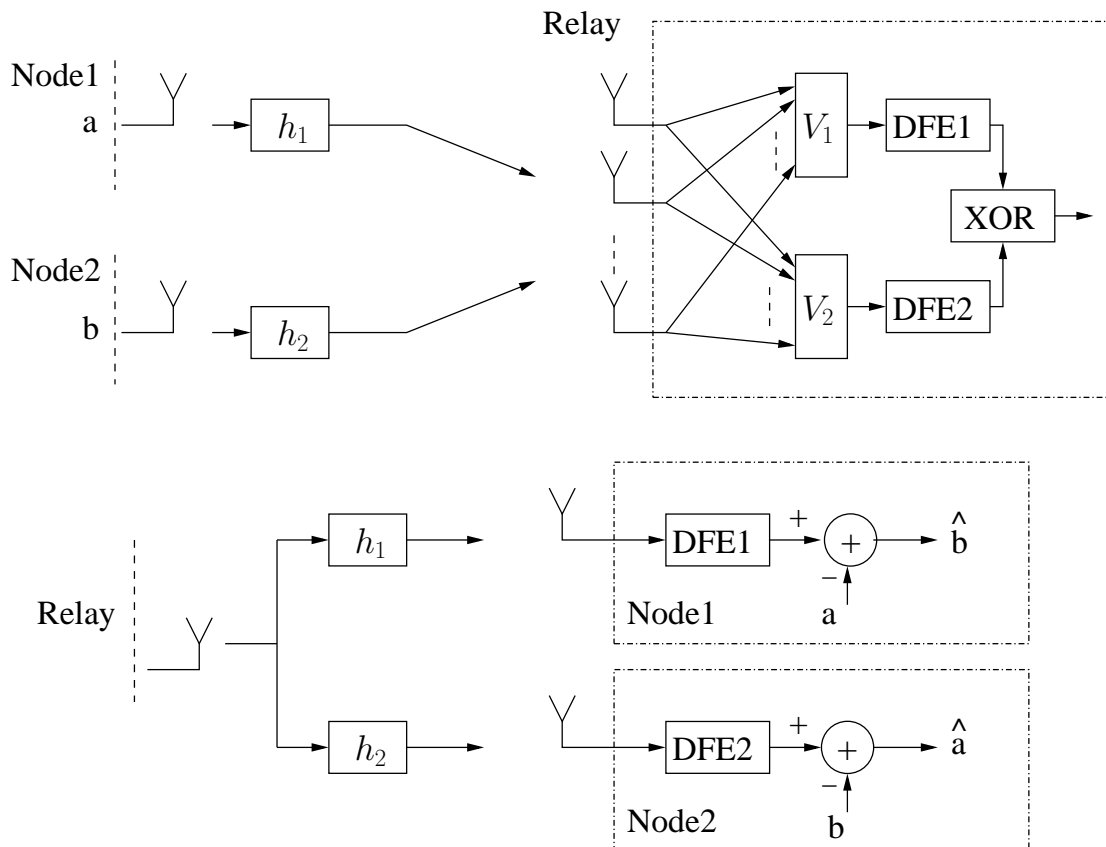 Relay
Node1
a
h₁
V₁
DFE1
XOR
Node2
b
h₂
V₂
DFE2
Relay
h₁
DFE1
+
+
b̂
−
Node1
a
h₂
DFE2
+
+
â
−
Node2
b